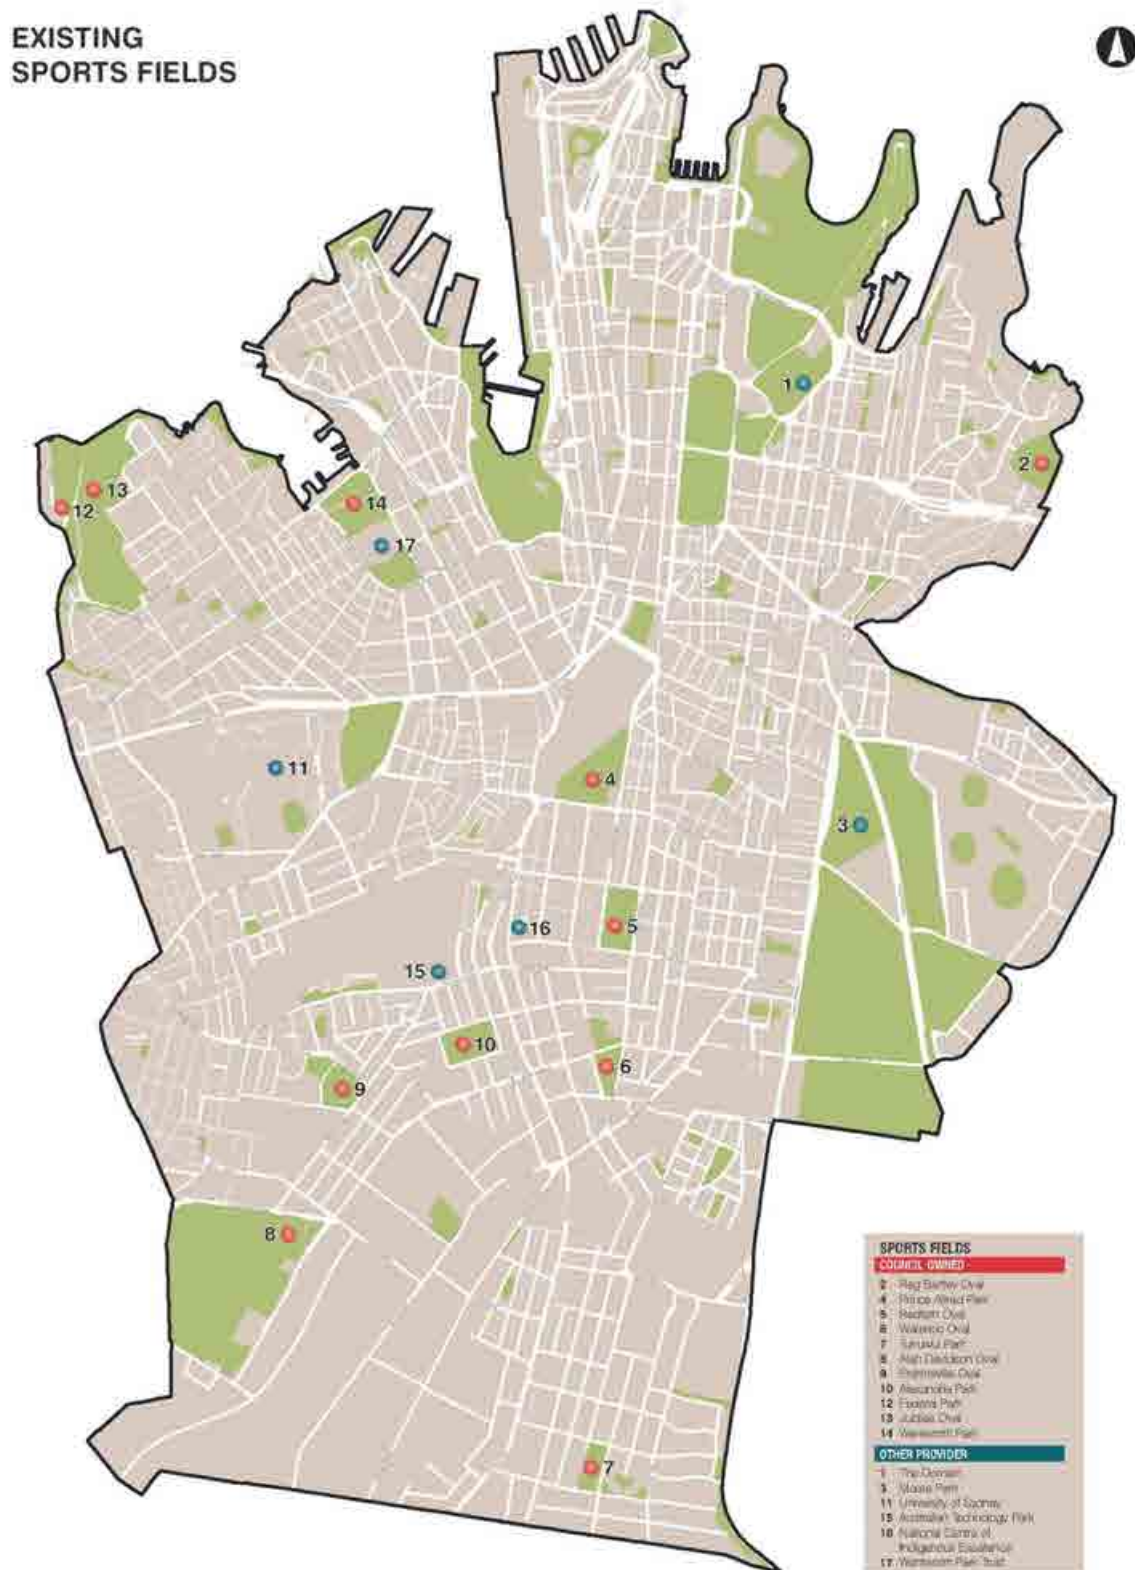 EXISTING
SPORTS FIELDS
1
2
13
12
14
17
11
4
3
16
5
15
10
6
9
8
7
SPORTS FIELDS
COUNCIL OWNED
2 Reg Bartley Oval
4 Prince Alfred Park
5 Redfern Oval
6 Waterloo Oval
7 Turruwul Park
8 Alan Davidson Oval
9 Erskineville Oval
10 Alexandria Park
12 Federal Park
13 Jubilee Oval
14 Wentworth Park
OTHER PROVIDER
1 The Domain
3 Moore Park
11 University of Sydney
15 Australian Technology Park
16 National Centre of
Indigenous Excellence
17 Wentworth Park Trust